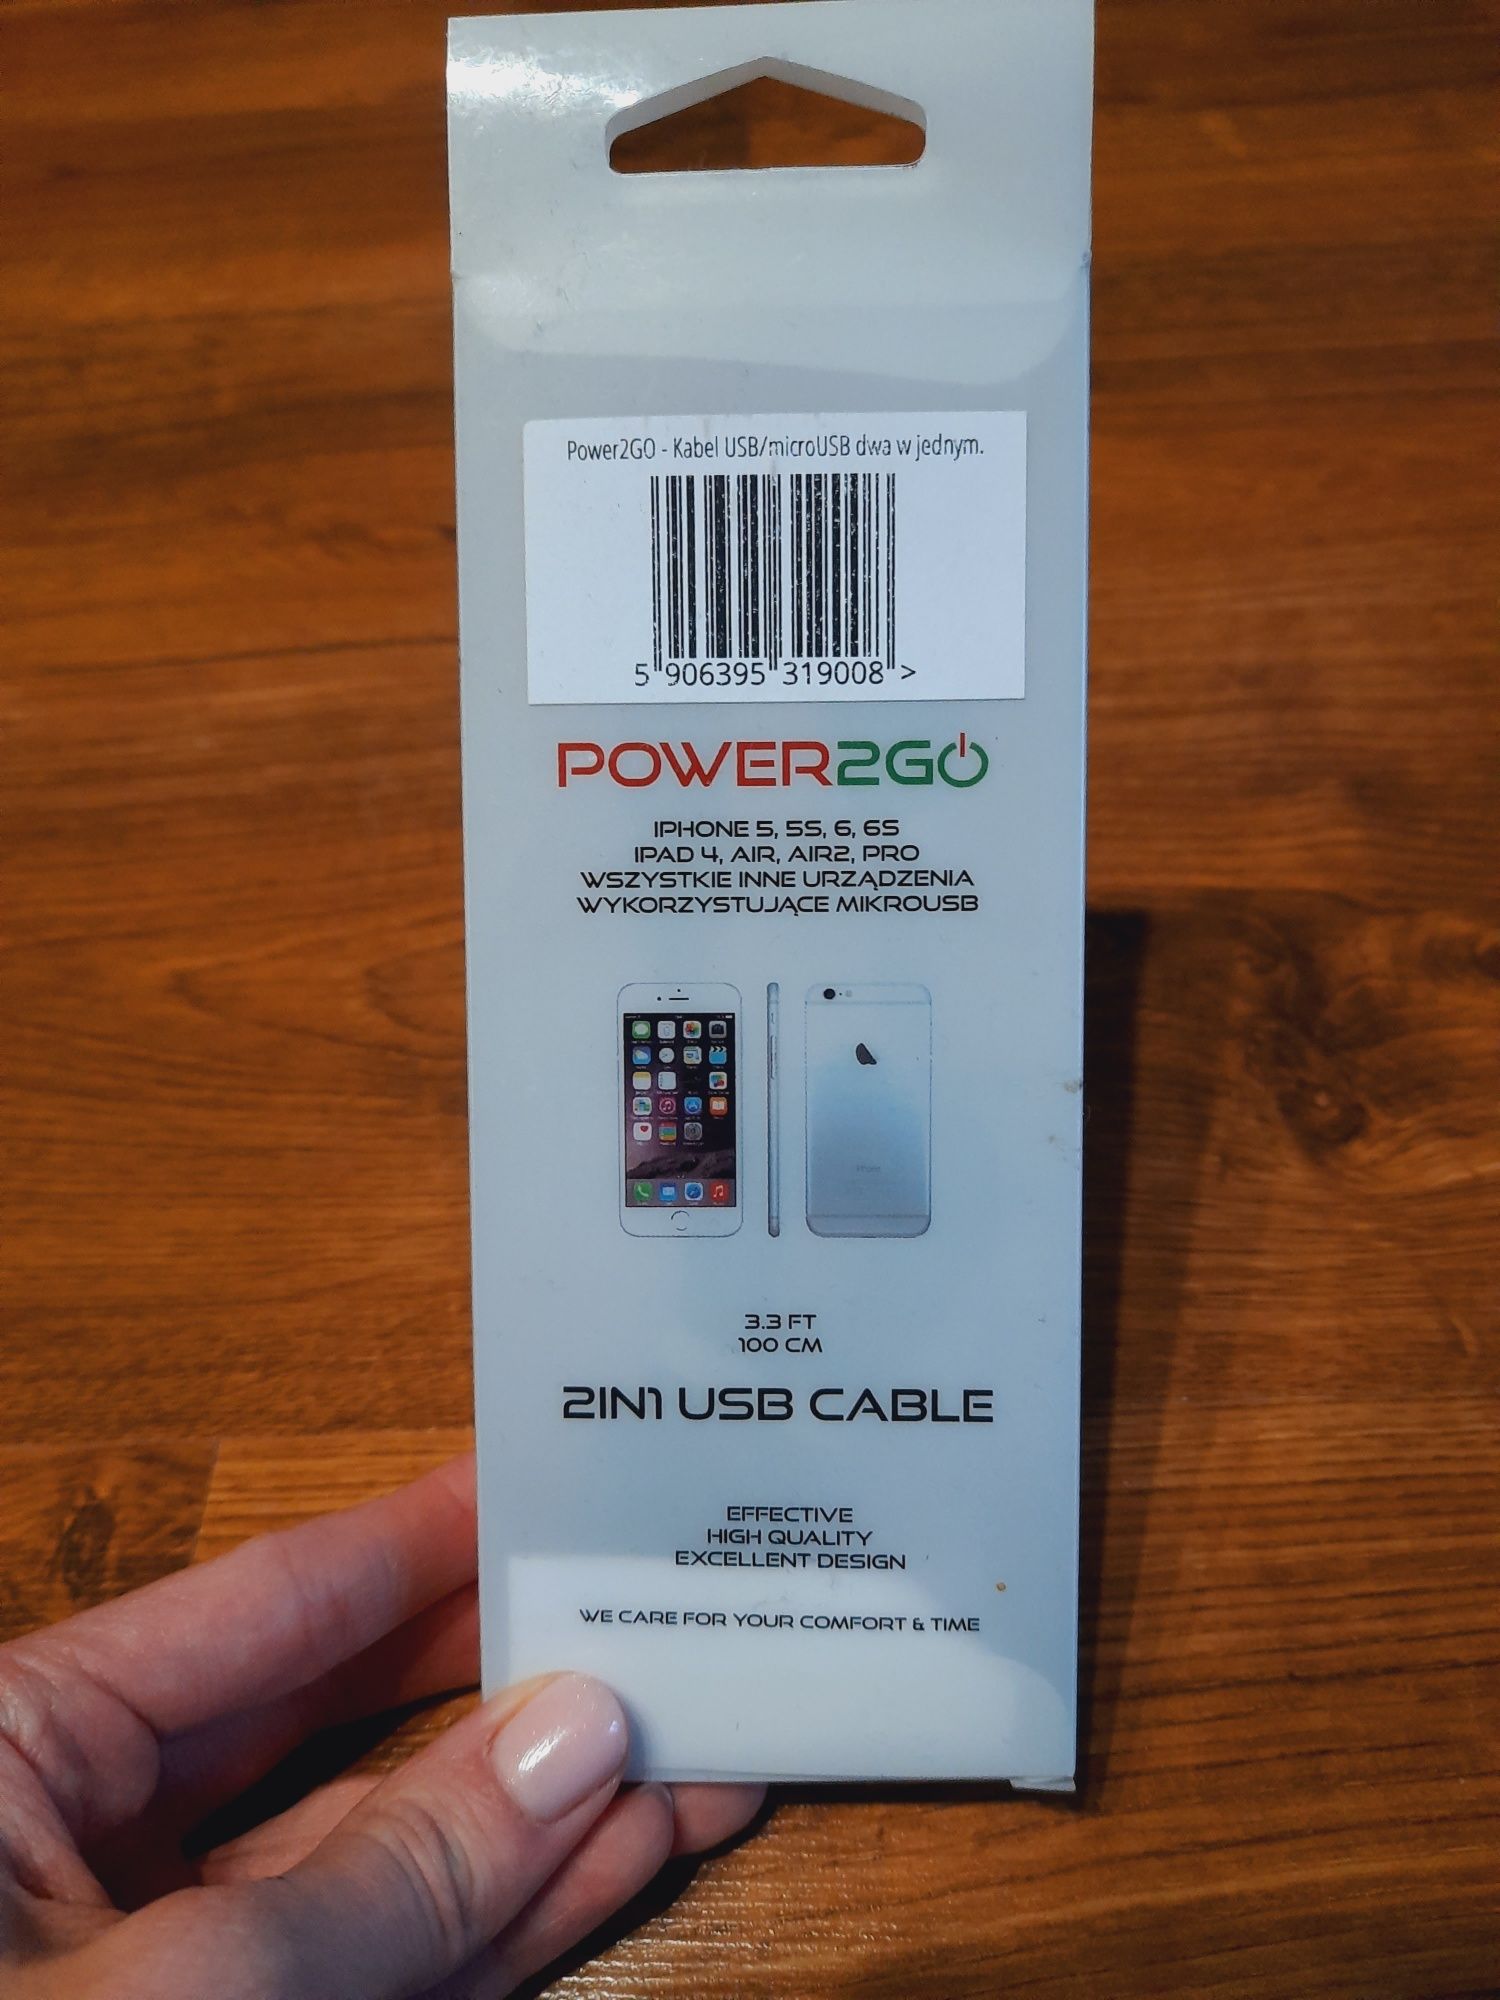 Power2GO - Kabel USB/microUSB dwa w jednym.
5 906395 319008 >
POWER2GO
IPHONE 5, 5S, 6, 6S
IPAD 4, AIR, AIR2, PRO
WSZYSTKIE INNE URZĄDZENIA
WYKORZYSTUJĄCE MIKROUSB
iPhone
3.3 FT
100 CM
2IN1 USB CABLE
EFFECTIVE
HIGH QUALITY
EXCELLENT DESIGN
WE CARE FOR YOUR COMFORT & TIME